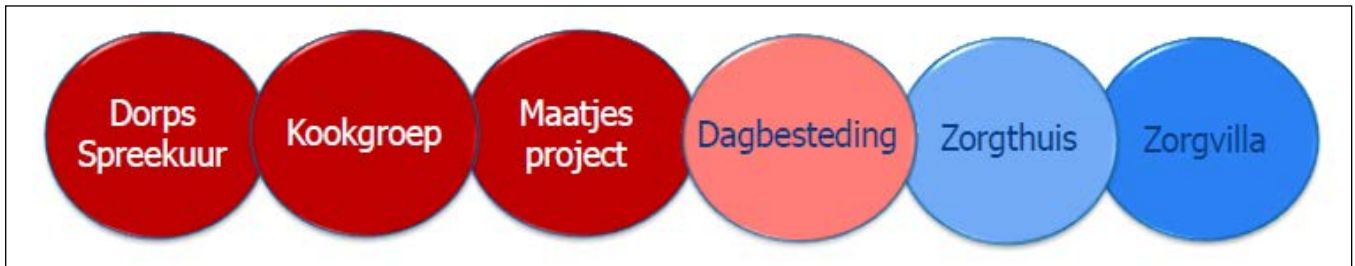 Dorps
Spreekuur
Kookgroep
Maatjes
project
Dagbesteding
Zorgthuis
Zorgvilla